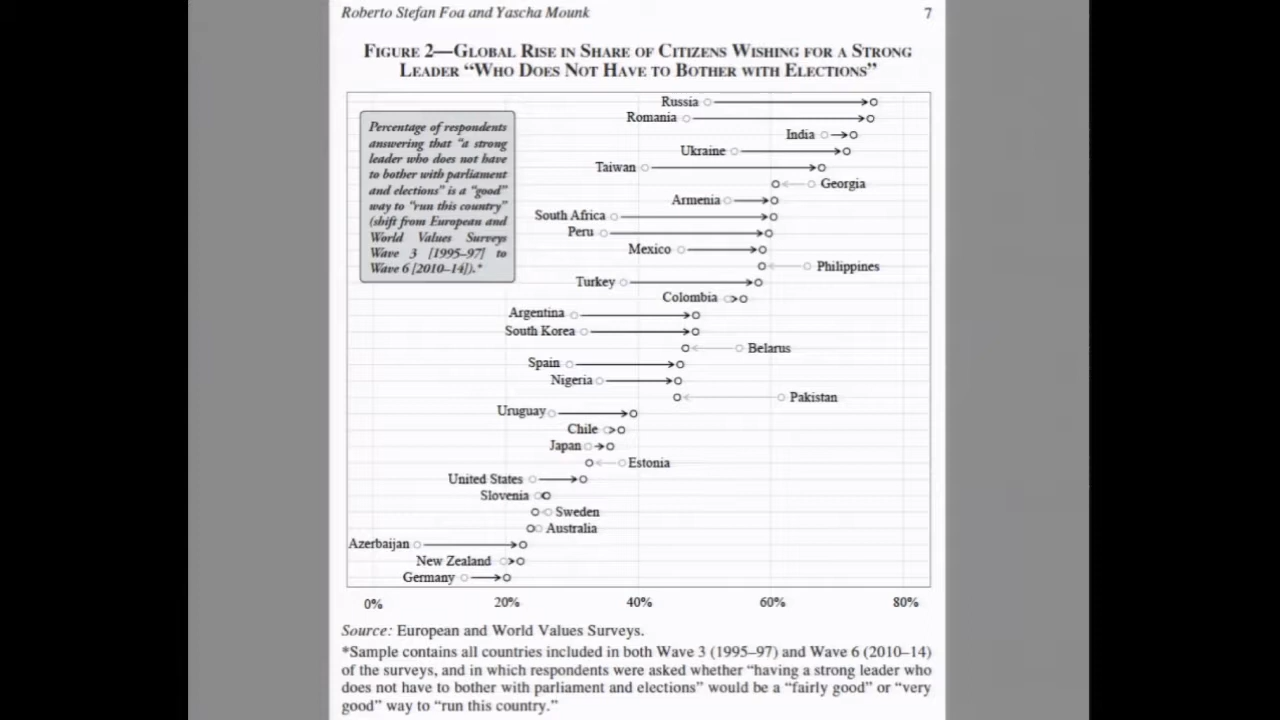 Roberto Stefan Foa and Yascha Mounk 7
FIGURE 2—GLOBAL RISE IN SHARE OF CITIZENS WISHING FOR A STRONG
LEADER “WHO DOES NOT HAVE TO BOTHER WITH ELECTIONS”
Percentage of respondents
answering that “a strong
leader who does not have
to bother with parliament
and elections” is a “good”
way to “run this country”
(shift from European and
World Values Surveys
Wave 3 [1995–97] to
Wave 6 [2010–14]).*
Russia
Romania
India
Ukraine
Taiwan
Georgia
Armenia
South Africa
Peru
Mexico
Philippines
Turkey
Colombia
Argentina
South Korea
Belarus
Spain
Nigeria
Pakistan
Uruguay
Chile
Japan
Estonia
United States
Slovenia
Sweden
Australia
Azerbaijan
New Zealand
Germany
0% 20% 40% 60% 80%
Source: European and World Values Surveys.
*Sample contains all countries included in both Wave 3 (1995–97) and Wave 6 (2010–14)
of the surveys, and in which respondents were asked whether “having a strong leader who
does not have to bother with parliament and elections” would be a “fairly good” or “very
good” way to “run this country.”